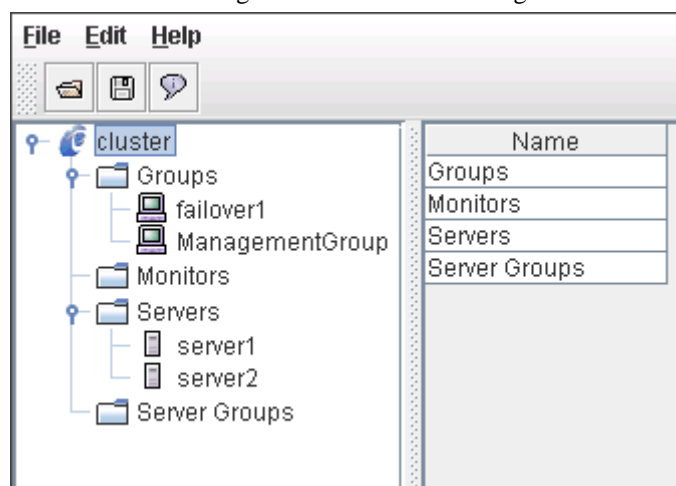 File Edit Help
cluster
Groups
failover1
ManagementGroup
Monitors
Servers
server1
server2
Server Groups
Name
Groups
Monitors
Servers
Server Groups